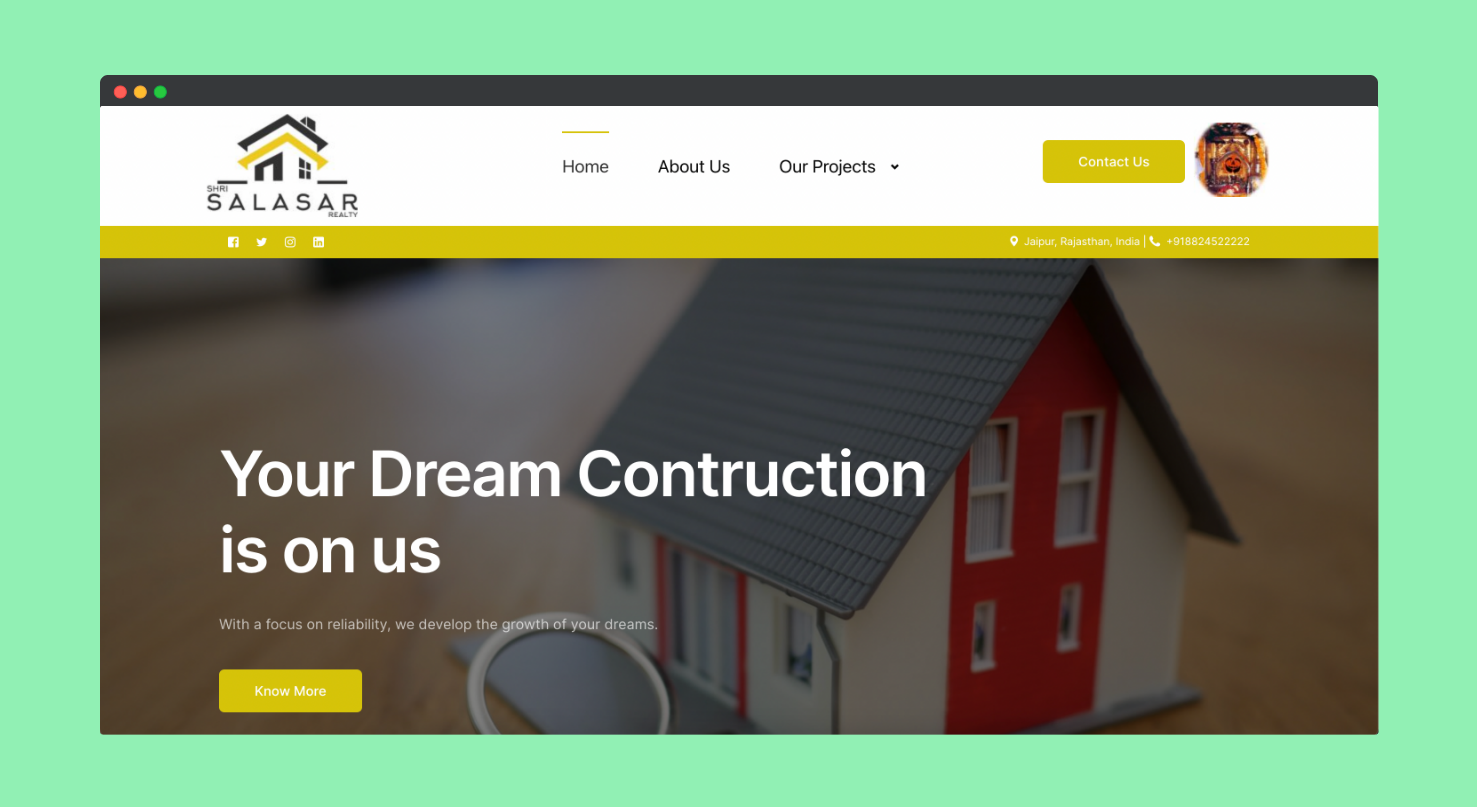 SHRI
SALASAR
REALTY
Home
About Us
Our Projects
Contact Us
Jaipur, Rajasthan, India | +918824522222
Your Dream Contruction
is on us
With a focus on reliability, we develop the growth of your dreams.
Know More